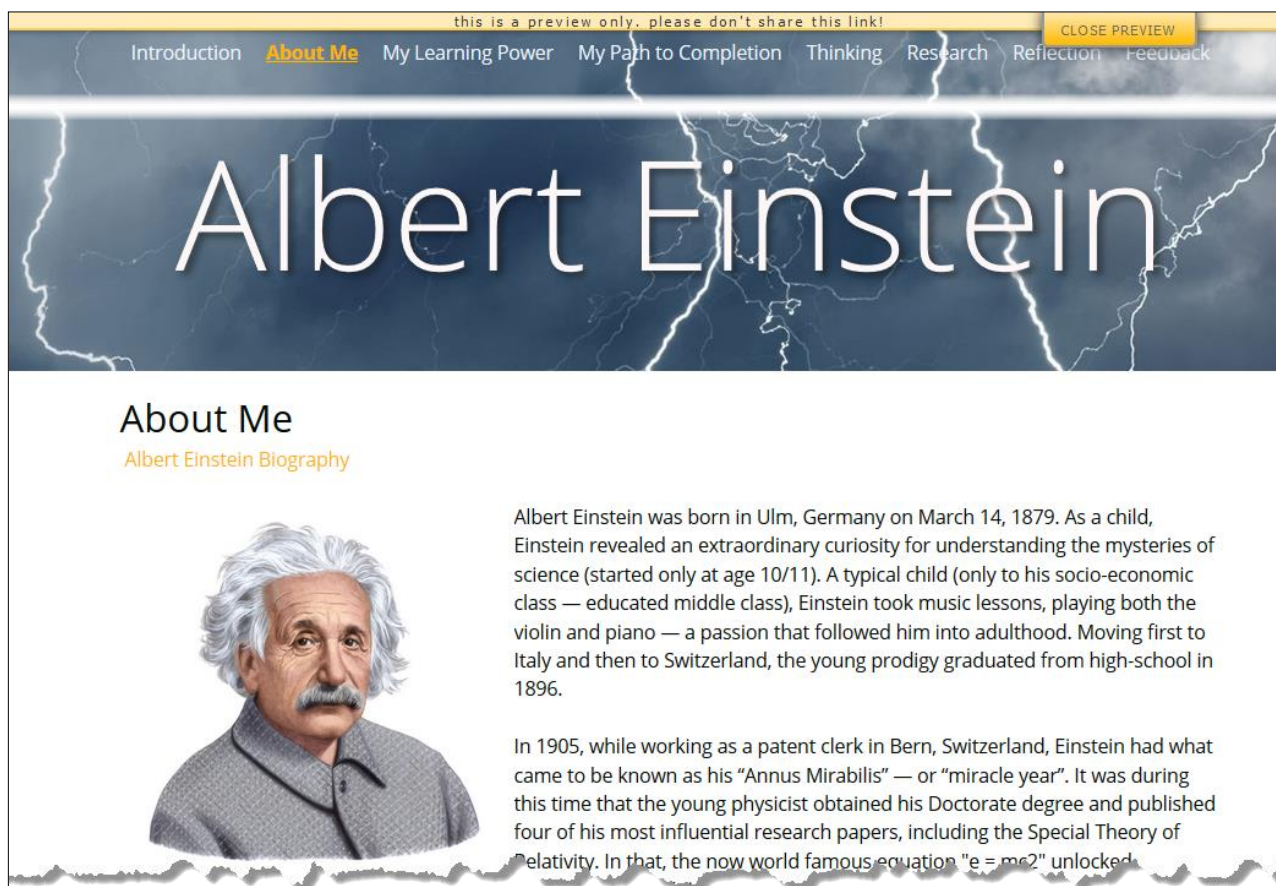 this is a preview only. please don't share this link!
CLOSE PREVIEW
Introduction About Me My Learning Power My Path to Completion Thinking Research Reflection Feedback
Albert Einstein
About Me
Albert Einstein Biography
Albert Einstein was born in Ulm, Germany on March 14, 1879. As a child,
Einstein revealed an extraordinary curiosity for understanding the mysteries of
science (started only at age 10/11). A typical child (only to his socio-economic
class — educated middle class), Einstein took music lessons, playing both the
violin and piano — a passion that followed him into adulthood. Moving first to
Italy and then to Switzerland, the young prodigy graduated from high-school in
1896.
In 1905, while working as a patent clerk in Bern, Switzerland, Einstein had what
came to be known as his “Annus Mirabilis” — or “miracle year”. It was during
this time that the young physicist obtained his Doctorate degree and published
four of his most influential research papers, including the Special Theory of
Relativity. In that, the now world famous equation "e = mc2" unlocked